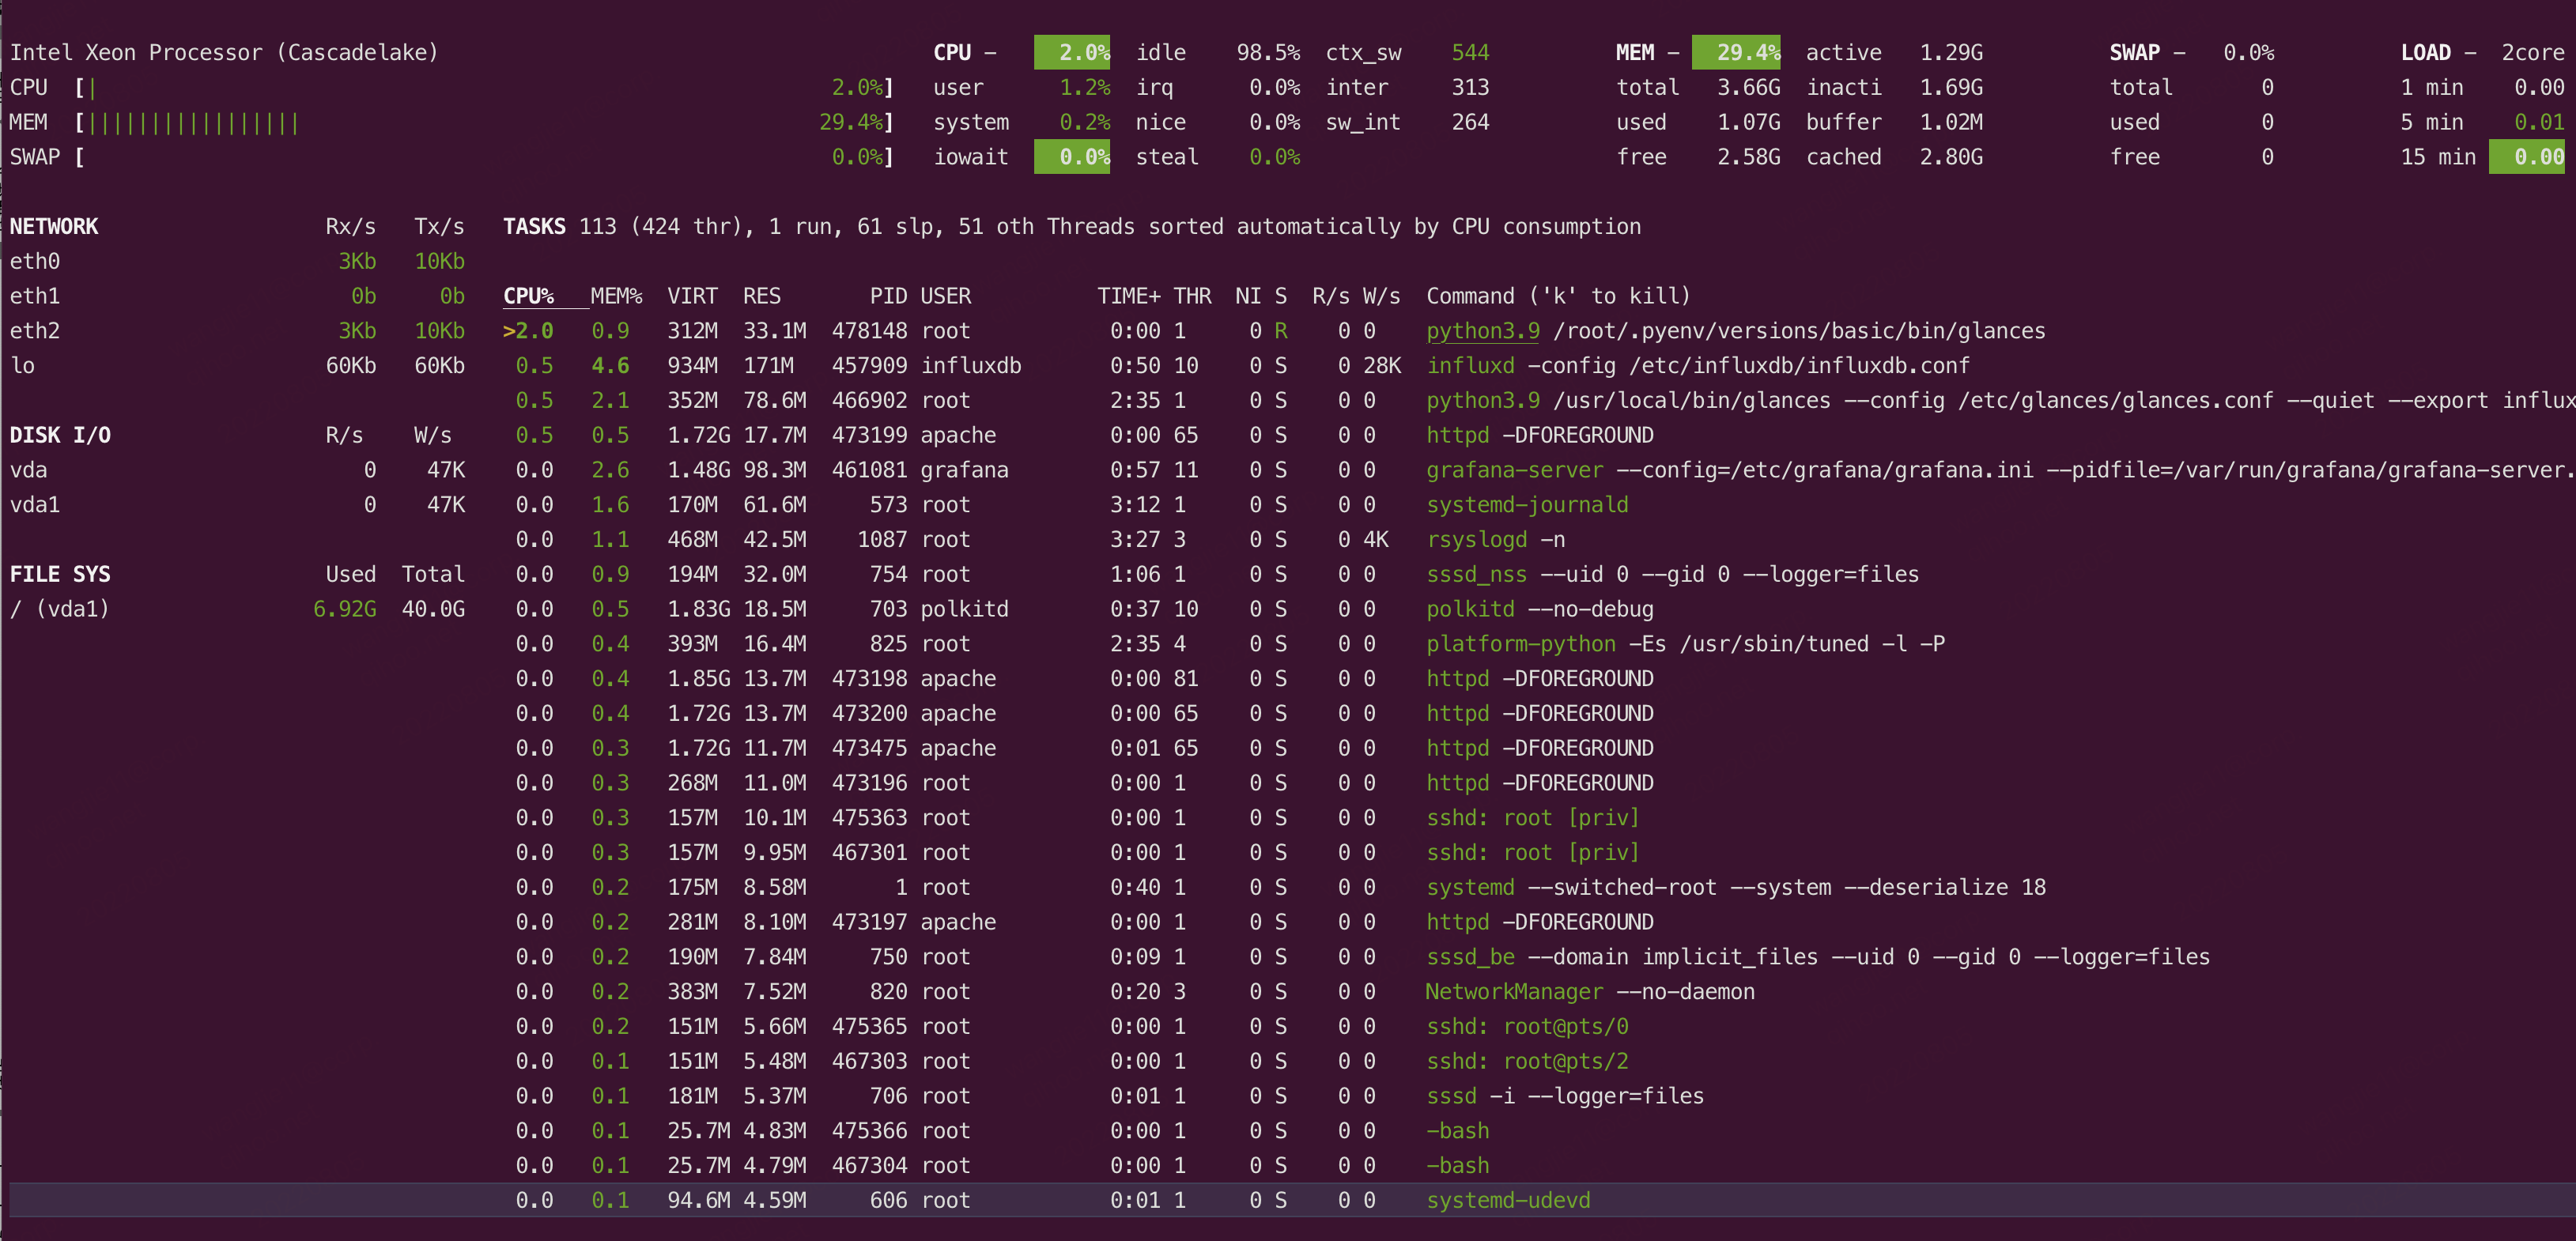 Intel Xeon Processor (Cascadelake) CPU - 2.0% idle 98.5% ctx_sw 544 MEM - 29.4% active 1.29G SWAP - 0.0% LOAD - 2core
CPU [| 2.0%] user 1.2% irq 0.0% inter 313 total 3.66G inacti 1.69G total 0 1 min 0.00
MEM [||||||||||||||||| 29.4%] system 0.2% nice 0.0% sw_int 264 used 1.07G buffer 1.02M used 0 5 min 0.01
SWAP [ 0.0%] iowait 0.0% steal 0.0% free 2.58G cached 2.80G free 0 15 min 0.00
NETWORK Rx/s Tx/s TASKS 113 (424 thr), 1 run, 61 slp, 51 oth Threads sorted automatically by CPU consumption
eth0 3Kb 10Kb
eth1 0b 0b CPU% MEM% VIRT RES PID USER TIME+ THR NI S R/s W/s Command ('k' to kill)
eth2 3Kb 10Kb >2.0 0.9 312M 33.1M 478148 root 0:00 1 0 R 0 0 python3.9 /root/.pyenv/versions/basic/bin/glances
lo 60Kb 60Kb 0.5 4.6 934M 171M 457909 influxdb 0:50 10 0 S 0 28K influxd -config /etc/influxdb/influxdb.conf
0.5 2.1 352M 78.6M 466902 root 2:35 1 0 S 0 0 python3.9 /usr/local/bin/glances --config /etc/glances/glances.conf --quiet --export influx
DISK I/O R/s W/s 0.5 0.5 1.72G 17.7M 473199 apache 0:00 65 0 S 0 0 httpd -DFOREGROUND
vda 0 47K 0.0 2.6 1.48G 98.3M 461081 grafana 0:57 11 0 S 0 0 grafana-server --config=/etc/grafana/grafana.ini --pidfile=/var/run/grafana/grafana-server.
vda1 0 47K 0.0 1.6 170M 61.6M 573 root 3:12 1 0 S 0 0 systemd-journald
0.0 1.1 468M 42.5M 1087 root 3:27 3 0 S 0 4K rsyslogd -n
FILE SYS Used Total 0.0 0.9 194M 32.0M 754 root 1:06 1 0 S 0 0 sssd_nss --uid 0 --gid 0 --logger=files
/ (vda1) 6.92G 40.0G 0.0 0.5 1.83G 18.5M 703 polkitd 0:37 10 0 S 0 0 polkitd --no-debug
0.0 0.4 393M 16.4M 825 root 2:35 4 0 S 0 0 platform-python -Es /usr/sbin/tuned -l -P
0.0 0.4 1.85G 13.7M 473198 apache 0:00 81 0 S 0 0 httpd -DFOREGROUND
0.0 0.4 1.72G 13.7M 473200 apache 0:00 65 0 S 0 0 httpd -DFOREGROUND
0.0 0.3 1.72G 11.7M 473475 apache 0:01 65 0 S 0 0 httpd -DFOREGROUND
0.0 0.3 268M 11.0M 473196 root 0:00 1 0 S 0 0 httpd -DFOREGROUND
0.0 0.3 157M 10.1M 475363 root 0:00 1 0 S 0 0 sshd: root [priv]
0.0 0.3 157M 9.95M 467301 root 0:00 1 0 S 0 0 sshd: root [priv]
0.0 0.2 175M 8.58M 1 root 0:40 1 0 S 0 0 systemd --switched-root --system --deserialize 18
0.0 0.2 281M 8.10M 473197 apache 0:00 1 0 S 0 0 httpd -DFOREGROUND
0.0 0.2 190M 7.84M 750 root 0:09 1 0 S 0 0 sssd_be --domain implicit_files --uid 0 --gid 0 --logger=files
0.0 0.2 383M 7.52M 820 root 0:20 3 0 S 0 0 NetworkManager --no-daemon
0.0 0.2 151M 5.66M 475365 root 0:00 1 0 S 0 0 sshd: root@pts/0
0.0 0.1 151M 5.48M 467303 root 0:00 1 0 S 0 0 sshd: root@pts/2
0.0 0.1 181M 5.37M 706 root 0:01 1 0 S 0 0 sssd -i --logger=files
0.0 0.1 25.7M 4.83M 475366 root 0:00 1 0 S 0 0 -bash
0.0 0.1 25.7M 4.79M 467304 root 0:00 1 0 S 0 0 -bash
0.0 0.1 94.6M 4.59M 606 root 0:01 1 0 S 0 0 systemd-udevd